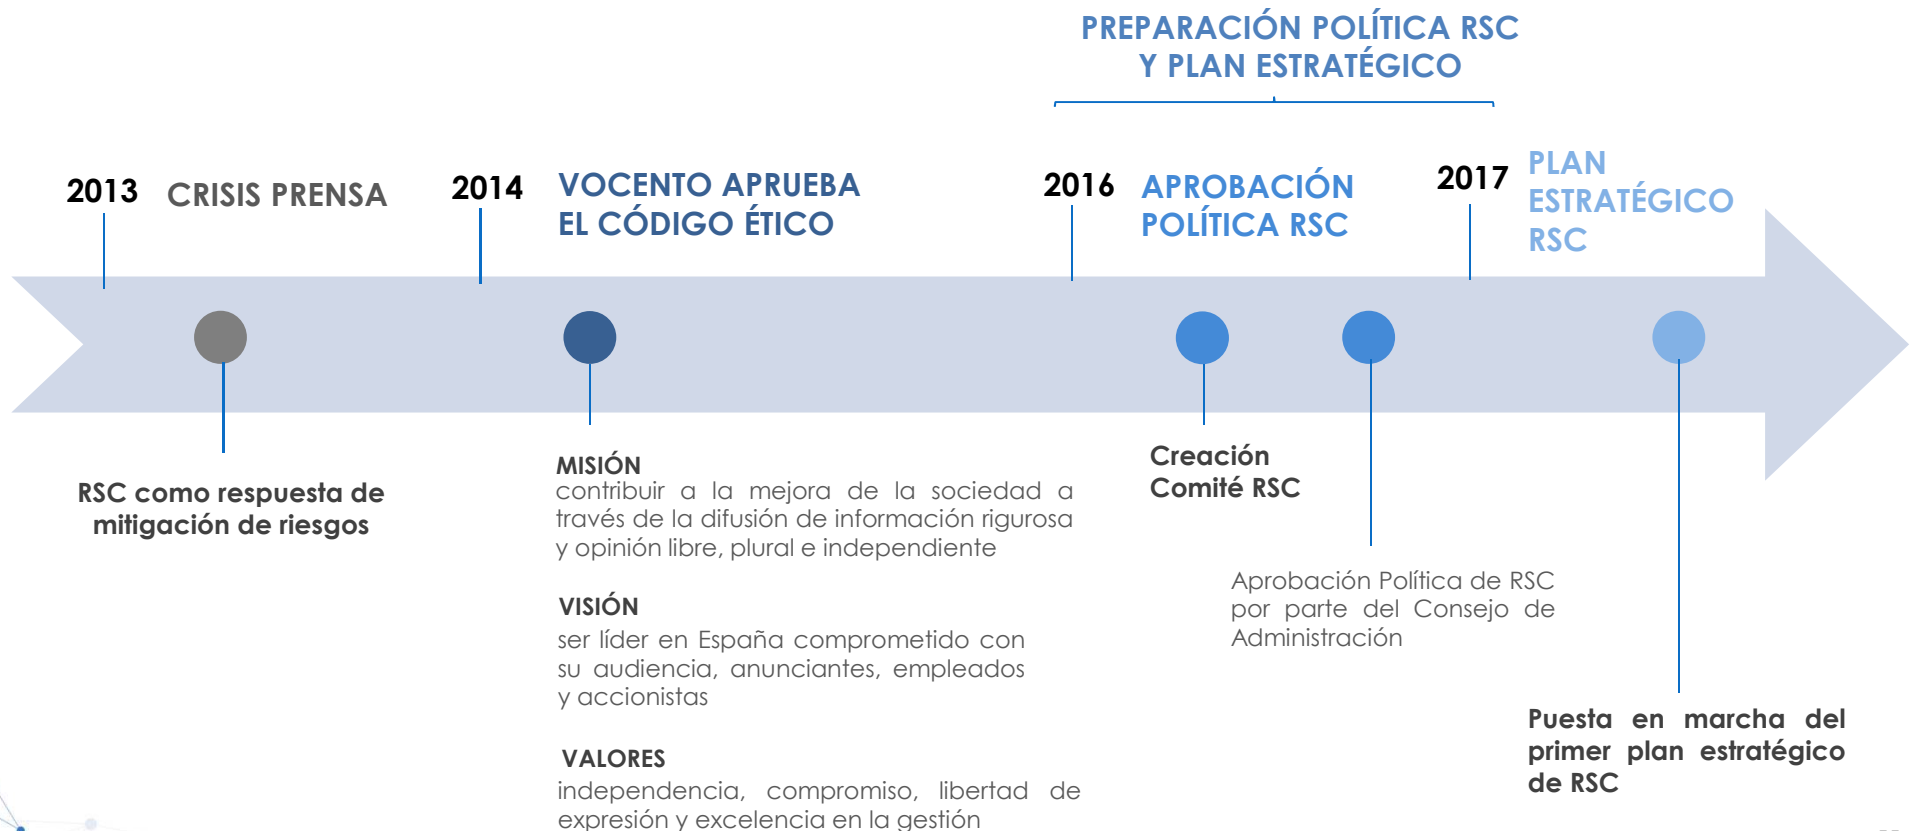 PREPARACIÓN POLÍTICA RSC
Y PLAN ESTRATÉGICO
2013
CRISIS PRENSA
2014
VOCENTO APRUEBA
EL CÓDIGO ÉTICO
2016
APROBACIÓN
POLÍTICA RSC
2017
PLAN
ESTRATÉGICO
RSC
RSC como respuesta de
mitigación de riesgos
MISIÓN
contribuir a la mejora de la sociedad a
través de la difusión de información rigurosa
y opinión libre, plural e independiente
VISIÓN
ser líder en España comprometido con
su audiencia, anunciantes, empleados
y accionistas
VALORES
independencia, compromiso, libertad de
expresión y excelencia en la gestión
Creación
Comité RSC
Aprobación Política de RSC
por parte del Consejo de
Administración
Puesta en marcha del
primer plan estratégico
de RSC